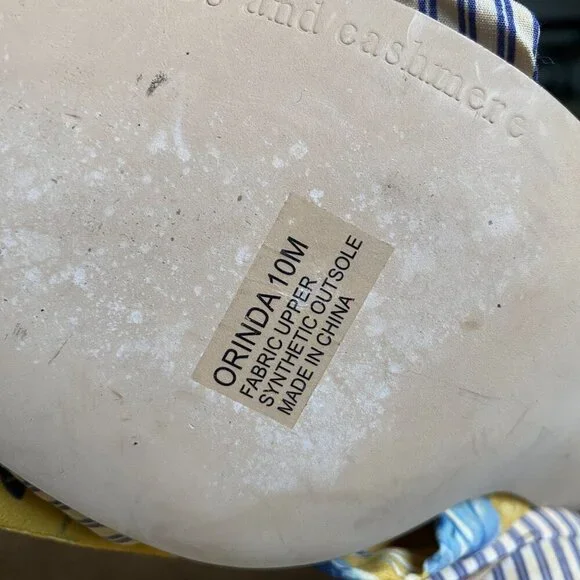 and cashmere
ORINDA 10M
FABRIC UPPER
SYNTHETIC OUTSOLE
MADE IN CHINA